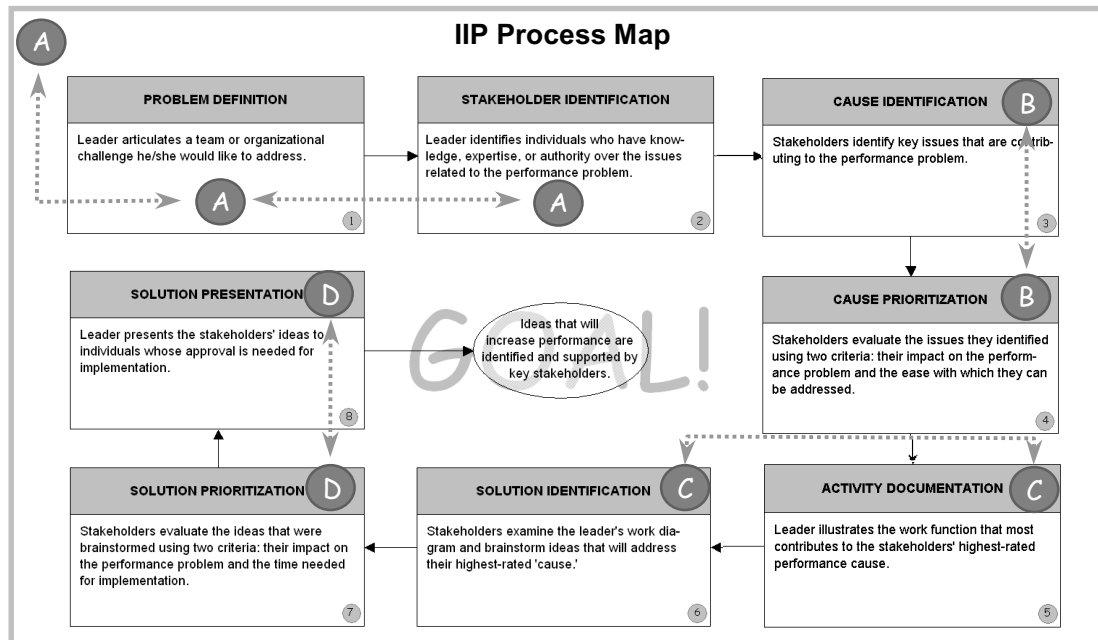 IIP Process Map
A
PROBLEM DEFINITION
Leader articulates a team or organizational
challenge he/she would like to address.
A
1
STAKEHOLDER IDENTIFICATION
Leader identifies individuals who have know-
ledge, expertise, or authority over the issues
related to the performance problem.
A
2
CAUSE IDENTIFICATION
B
Stakeholders identify key issues that are contrib-
uting to the performance problem.
3
CAUSE PRIORITIZATION
B
Stakeholders evaluate the issues they identified
using two criteria: their impact on the perform-
ance problem and the ease with which they can
be addressed.
4
ACTIVITY DOCUMENTATION
C
Leader illustrates the work function that most
contributes to the stakeholders' highest-rated
performance cause.
5
SOLUTION IDENTIFICATION
C
Stakeholders examine the leader's work dia-
gram and brainstorm ideas that will address
their highest-rated 'cause.'
6
SOLUTION PRIORITIZATION
D
Stakeholders evaluate the ideas that were
brainstormed using two criteria: their impact on
the performance problem and the time needed
for implementation.
7
SOLUTION PRESENTATION
D
Leader presents the stakeholders' ideas to
individuals whose approval is needed for
implementation.
8
GOAL!
Ideas that will
increase performance are
identified and supported by
key stakeholders.